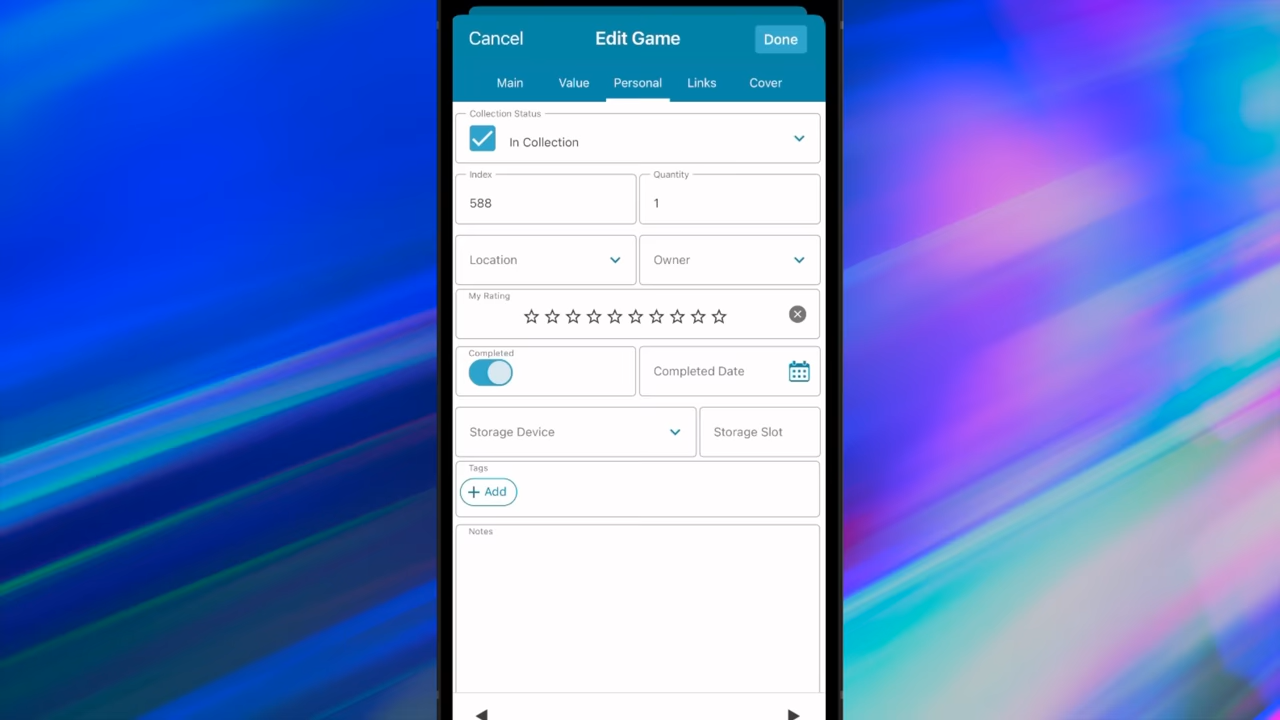 Cancel Edit Game Done
Main Value Personal Links Cover
Collection Status
In Collection
Index Quantity
588 1
Location Owner
My Rating
Completed
Completed Date
Storage Device Storage Slot
Tags
+ Add
Notes